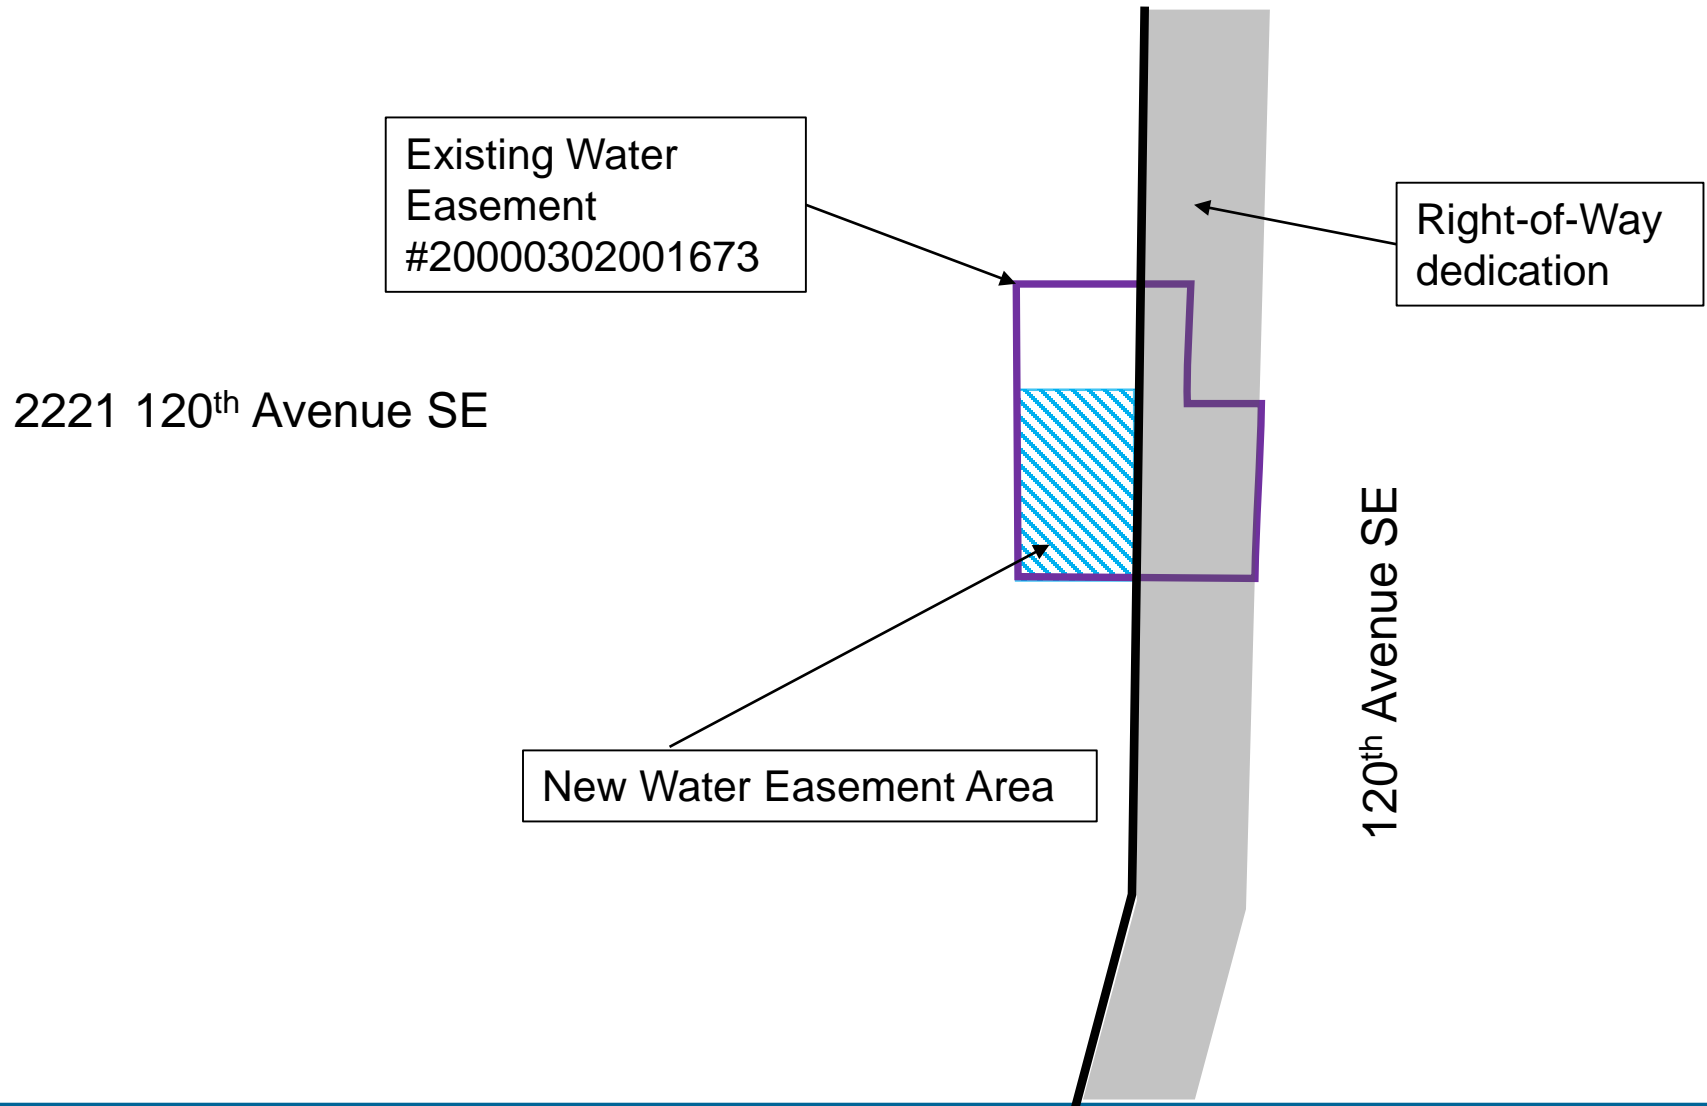 Existing Water
Easement
#20000302001673
Right-of-Way
dedication
2221 120th Avenue SE
120th Avenue SE
New Water Easement Area